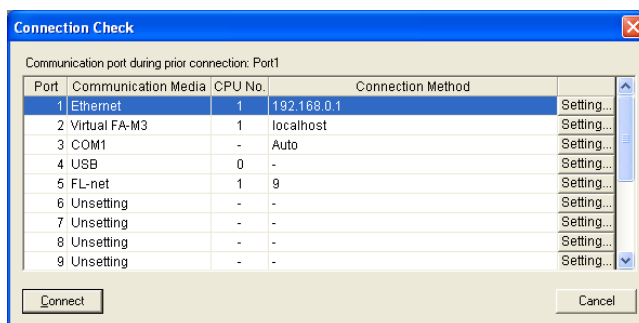 Connection Check
Communication port during prior connection: Port1
Port Communication Media CPU No. Connection Method
1 Ethernet 1 192.168.0.1 Setting...
2 Virtual FA-M3 1 localhost Setting...
3 COM1 - Auto Setting...
4 USB 0 - Setting...
5 FL-net 1 9 Setting...
6 Unsetting - - Setting...
7 Unsetting - - Setting...
8 Unsetting - - Setting...
9 Unsetting - - Setting...
Connect Cancel